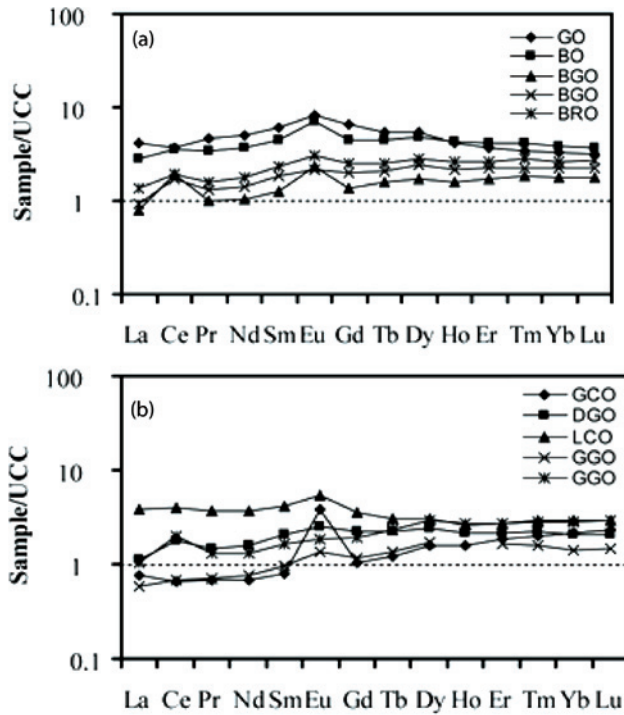 (a)
GO
BO
BGO
BGO
BRO
100
10
1
0.1
Sample/UCC
La Ce Pr Nd Sm Eu Gd Tb Dy Ho Er Tm Yb Lu
(b)
GCO
DGO
LCO
GGO
GGO
100
10
1
0.1
Sample/UCC
La Ce Pr Nd Sm Eu Gd Tb Dy Ho Er Tm Yb Lu